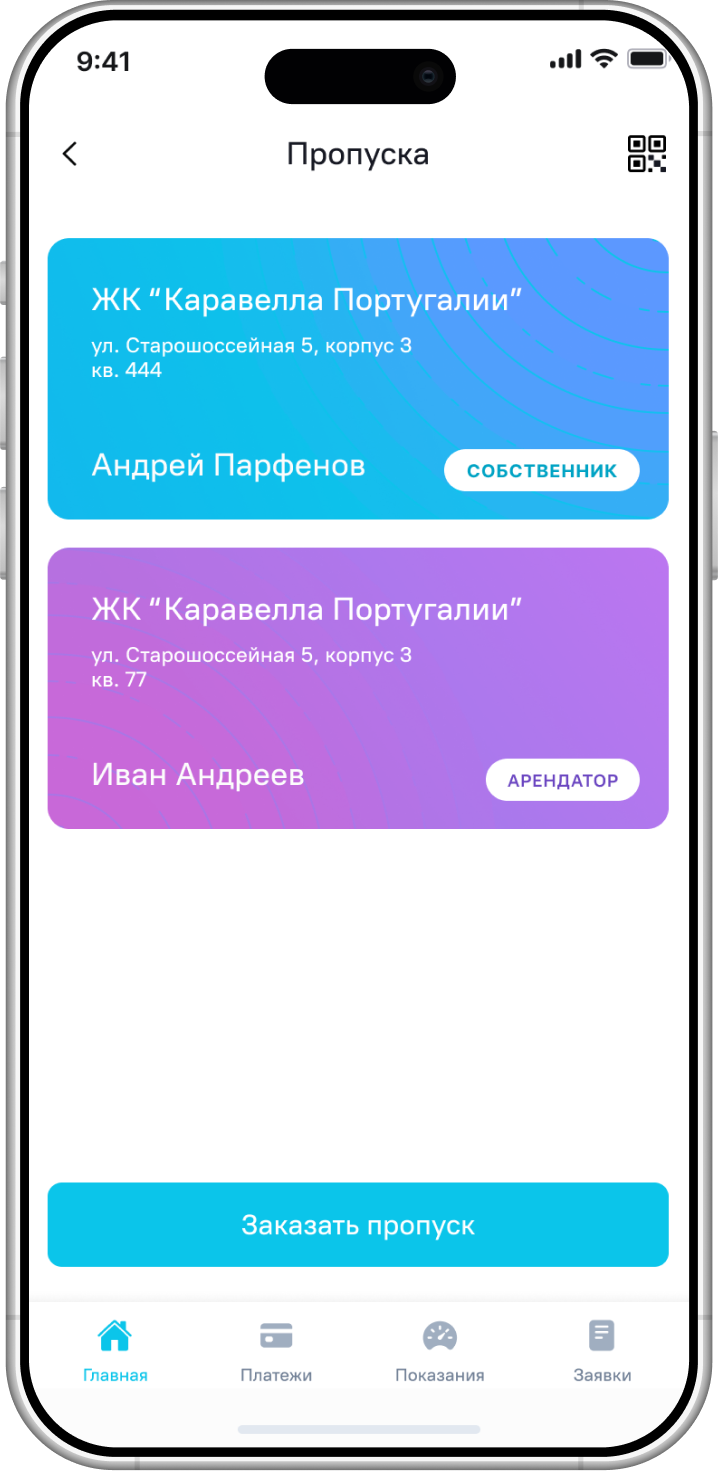 9:41
Пропуска
ЖК “Каравелла Португалии”
ул. Старошоссейная 5, корпус 3
кв. 444
Андрей Парфенов
СОБСТВЕННИК
ЖК “Каравелла Португалии”
ул. Старошоссейная 5, корпус 3
кв. 77
Иван Андреев
АРЕНДАТОР
Заказать пропуск
Главная
Платежи
Показания
Заявки